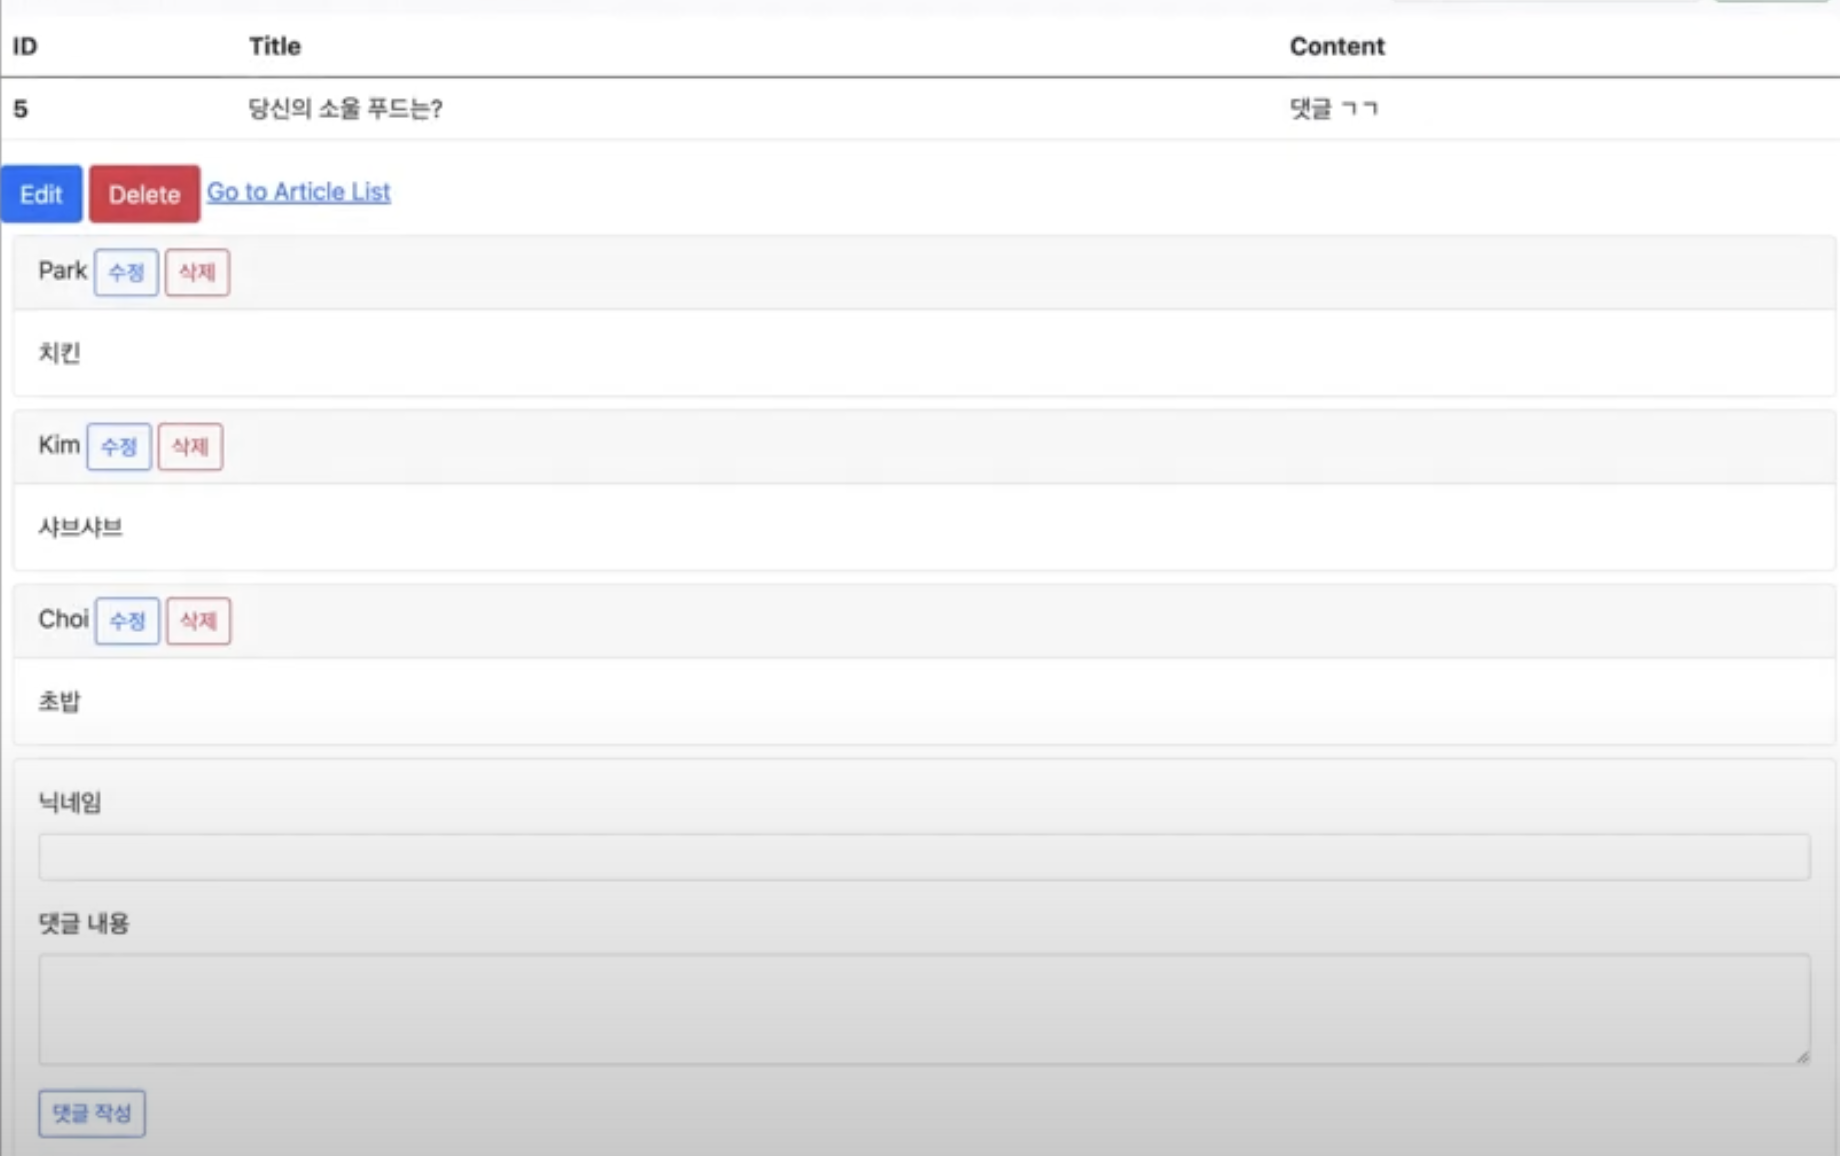 ID Title Content
5 당신의 소울 푸드는? 댓글 ㄱㄱ
Edit Delete Go to Article List
Park 수정 삭제
치킨
Kim 수정 삭제
샤브샤브
Choi 수정 삭제
초밥
닉네임
댓글 내용
댓글 작성